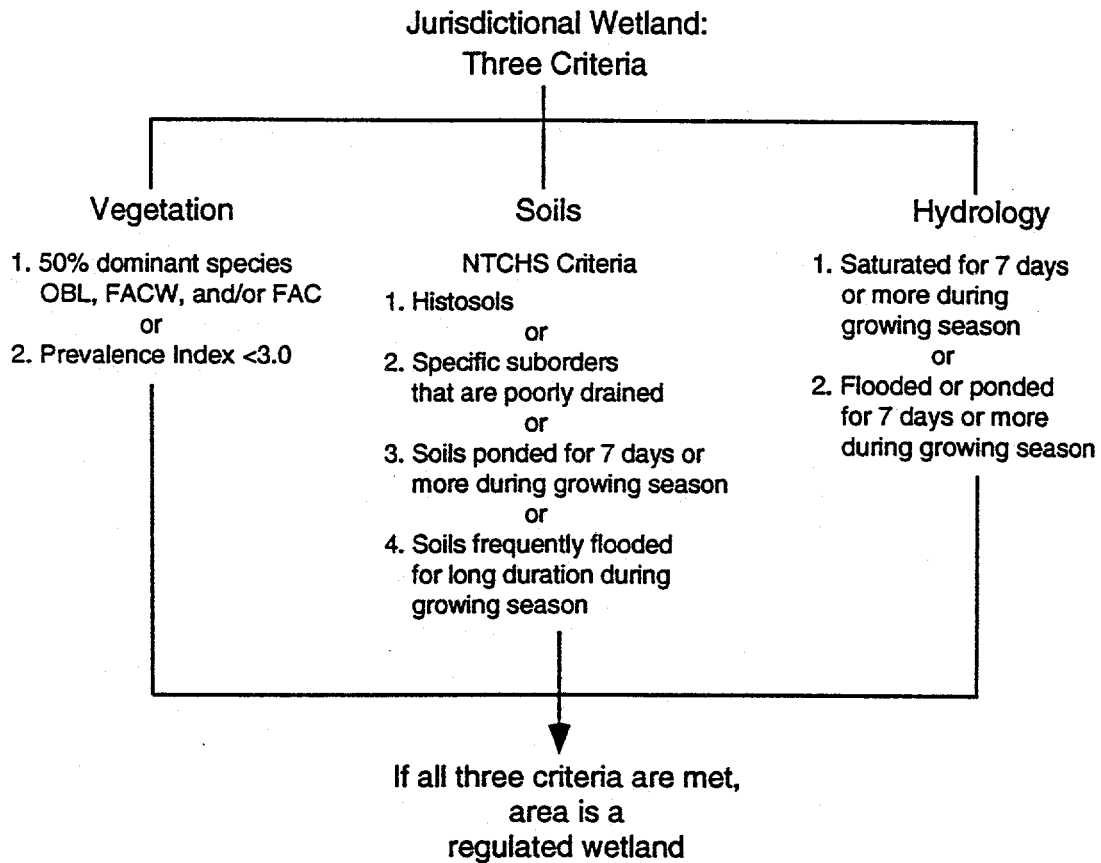 Jurisdictional Wetland:
Three Criteria
Vegetation
1. 50% dominant species
OBL, FACW, and/or FAC
or
2. Prevalence Index <3.0
Soils
NTCHS Criteria
1. Histosols
or
2. Specific suborders
that are poorly drained
or
3. Soils ponded for 7 days or
more during growing season
or
4. Soils frequently flooded
for long duration during
growing season
Hydrology
1. Saturated for 7 days
or more during
growing season
or
2. Flooded or ponded
for 7 days or more
during growing season
If all three criteria are met,
area is a
regulated wetland